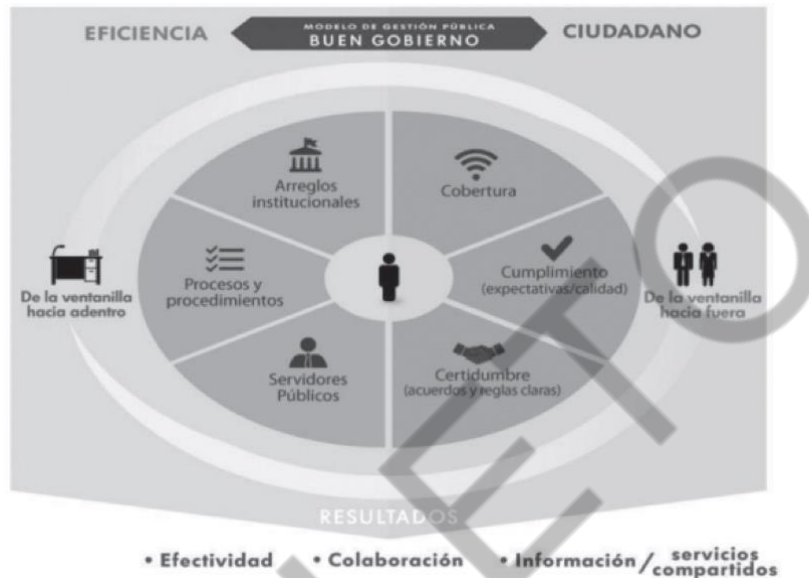 MODELO DE GESTIÓN PÚBLICA
EFICIENCIA BUEN GOBIERNO CIUDADANO
Arreglos
institucionales
Cobertura
Procesos y
procedimientos
Cumplimiento
(expectativas/calidad)
De la ventanilla
hacia adentro
De la ventanilla
hacia fuera
Servidores
Públicos
Certidumbre
(acuerdos y reglas claras)
RESULTADOS
• Efectividad • Colaboración • Información / servicios
compartidos